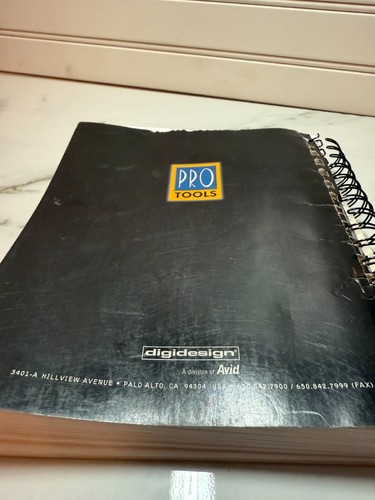 PRO
TOOLS
digidesign
A division of Avid
3401-A HILLVIEW AVENUE • PALO ALTO, CA 94304 USA • 650.842.7900 / 650.842.7999 (FAX)